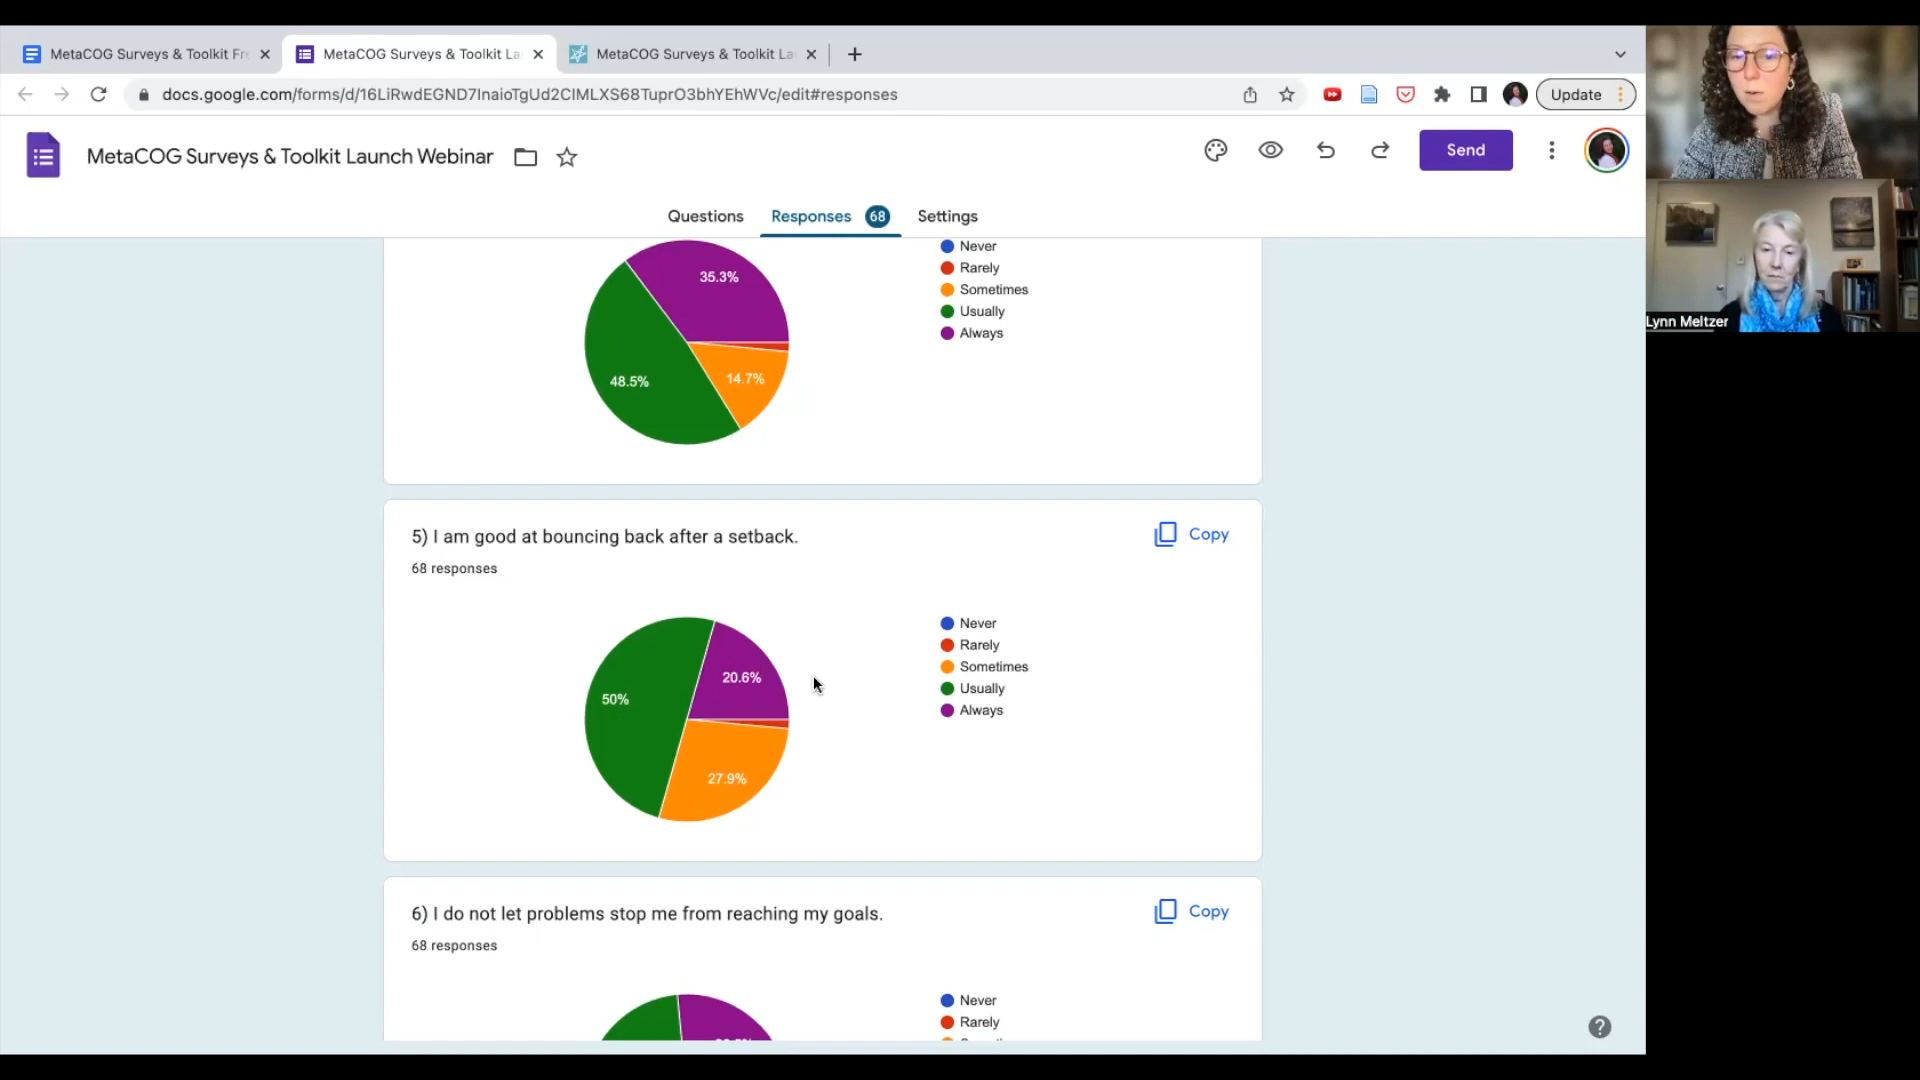 MetaCOG Surveys & Toolkit Fr
MetaCOG Surveys & Toolkit La
MetaCOG Surveys & Toolkit La
docs.google.com/forms/d/16LiRwdEGND7InaioTgUd2CIMLXS68TuprO3bhYEhWVc/edit#responses
Update
MetaCOG Surveys & Toolkit Launch Webinar
Send
Questions
Responses 68
Settings
35.3%
48.5%
14.7%
Never
Rarely
Sometimes
Usually
Always
5) I am good at bouncing back after a setback.
Copy
68 responses
50%
20.6%
27.9%
Never
Rarely
Sometimes
Usually
Always
6) I do not let problems stop me from reaching my goals.
Copy
68 responses
Never
Rarely
Lynn Meltzer